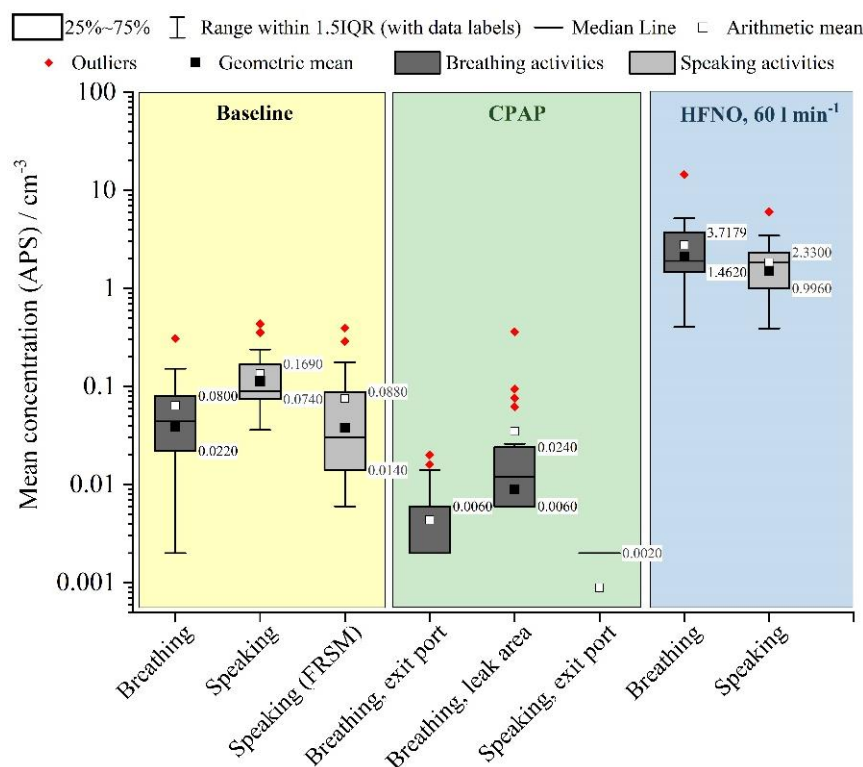 25%~75% Range within 1.5IQR (with data labels) Median Line Arithmetic mean
Outliers Geometric mean Breathing activities Speaking activities
Mean concentration (APS) / cm⁻³
100
10
1
0.1
0.01
0.001
Baseline
CPAP
HFNO, 60 l min⁻¹
0.0800
0.0220
0.1690
0.0740
0.0880
0.0140
0.0060
0.0240
0.0060
0.0020
3.7179
1.4620
2.3300
0.9960
Breathing
Speaking
Speaking (FRSM)
Breathing, exit port
Breathing, leak area
Speaking, exit port
Breathing
Speaking